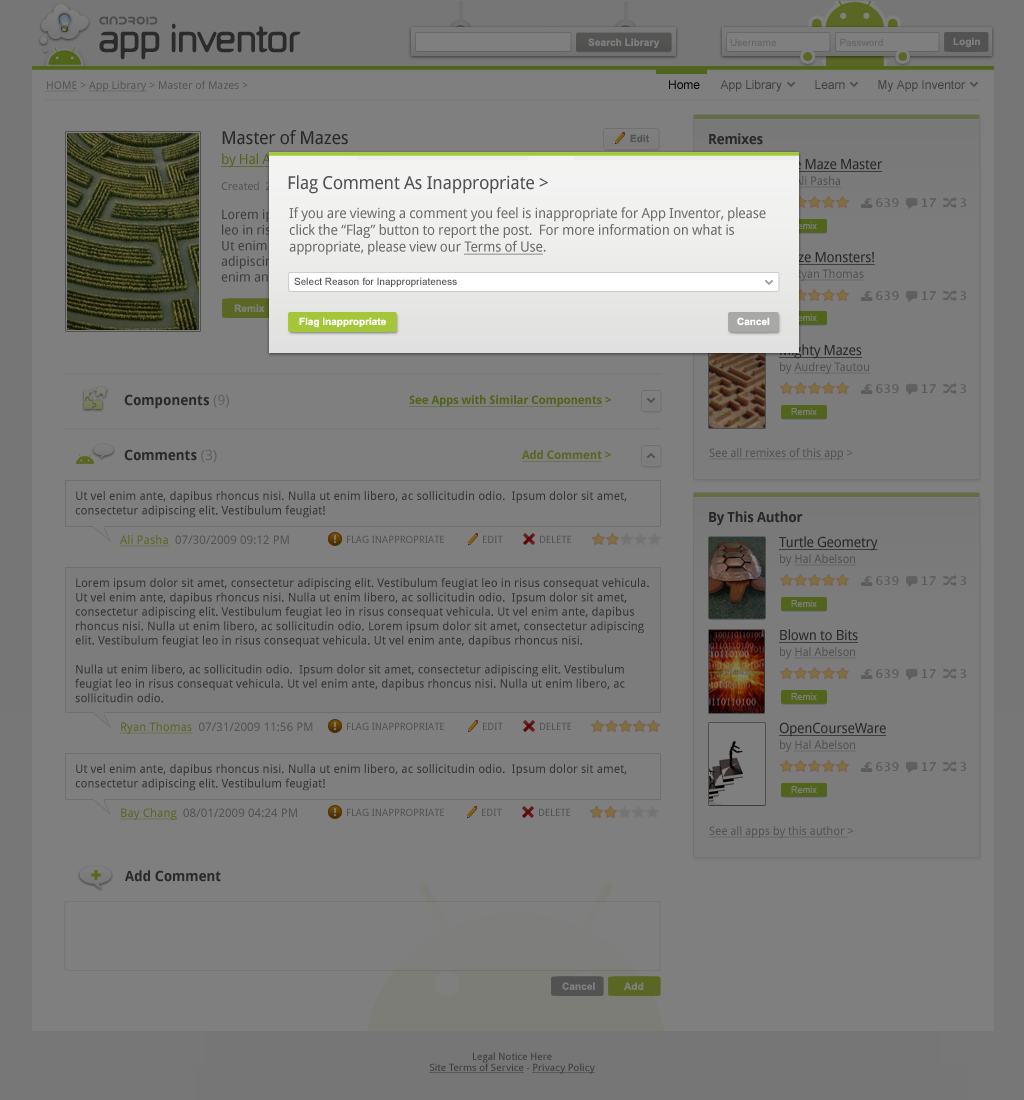 android
app inventor
Search Library
Username
Password
Login
HOME > App Library > Master of Mazes >
Home
App Library
Learn
My App Inventor
Master of Mazes
Edit
by Hal
Created
Lorem
leo in
Ut enim
enim an
Remix
Flag Comment As Inappropriate >
If you are viewing a comment you feel is inappropriate for App Inventor, please
click the “Flag” button to report the post.  For more information on what is
appropriate, please view our Terms of Use.
Select Reason for Inappropriateness
Flag Inappropriate
Cancel
Components (9)
See Apps with Similar Components >
Comments (3)
Add Comment >
Ut vel enim ante, dapibus rhoncus nisi. Nulla ut enim libero, ac sollicitudin odio.  Ipsum dolor sit amet,
consectetur adipiscing elit. Vestibulum feugiat!
Ali Pasha 07/30/2009 09:12 PM
FLAG INAPPROPRIATE
EDIT
DELETE
Lorem ipsum dolor sit amet, consectetur adipiscing elit. Vestibulum feugiat leo in risus consequat vehicula.
Ut vel enim ante, dapibus rhoncus nisi. Nulla ut enim libero, ac sollicitudin odio.  Ipsum dolor sit amet,
consectetur adipiscing elit. Vestibulum feugiat leo in risus consequat vehicula. Ut vel enim ante, dapibus
rhoncus nisi. Nulla ut enim libero, ac sollicitudin odio. Lorem ipsum dolor sit amet, consectetur adipiscing
elit. Vestibulum feugiat leo in risus consequat vehicula. Ut vel enim ante, dapibus rhoncus nisi.
Nulla ut enim libero, ac sollicitudin odio.  Ipsum dolor sit amet, consectetur adipiscing elit. Vestibulum
feugiat leo in risus consequat vehicula. Ut vel enim ante, dapibus rhoncus nisi. Nulla ut enim libero, ac
sollicitudin odio.
Ryan Thomas 07/31/2009 11:56 PM
FLAG INAPPROPRIATE
EDIT
DELETE
Ut vel enim ante, dapibus rhoncus nisi. Nulla ut enim libero, ac sollicitudin odio.  Ipsum dolor sit amet,
consectetur adipiscing elit. Vestibulum feugiat!
Bay Chang 08/01/2009 04:24 PM
FLAG INAPPROPRIATE
EDIT
DELETE
Add Comment
Cancel
Add
Remixes
Maze Master
Ali Pasha
639 17 3
Remix
Monsters!
Ryan Thomas
639 17 3
Remix
Mighty Mazes
by Audrey Tautou
639 17 3
Remix
See all remixes of this app >
By This Author
Turtle Geometry
by Hal Abelson
639 17 3
Remix
Blown to Bits
by Hal Abelson
639 17 3
Remix
OpenCourseWare
by Hal Abelson
639 17 3
Remix
See all apps by this author >
Legal Notice Here
Site Terms of Service - Privacy Policy